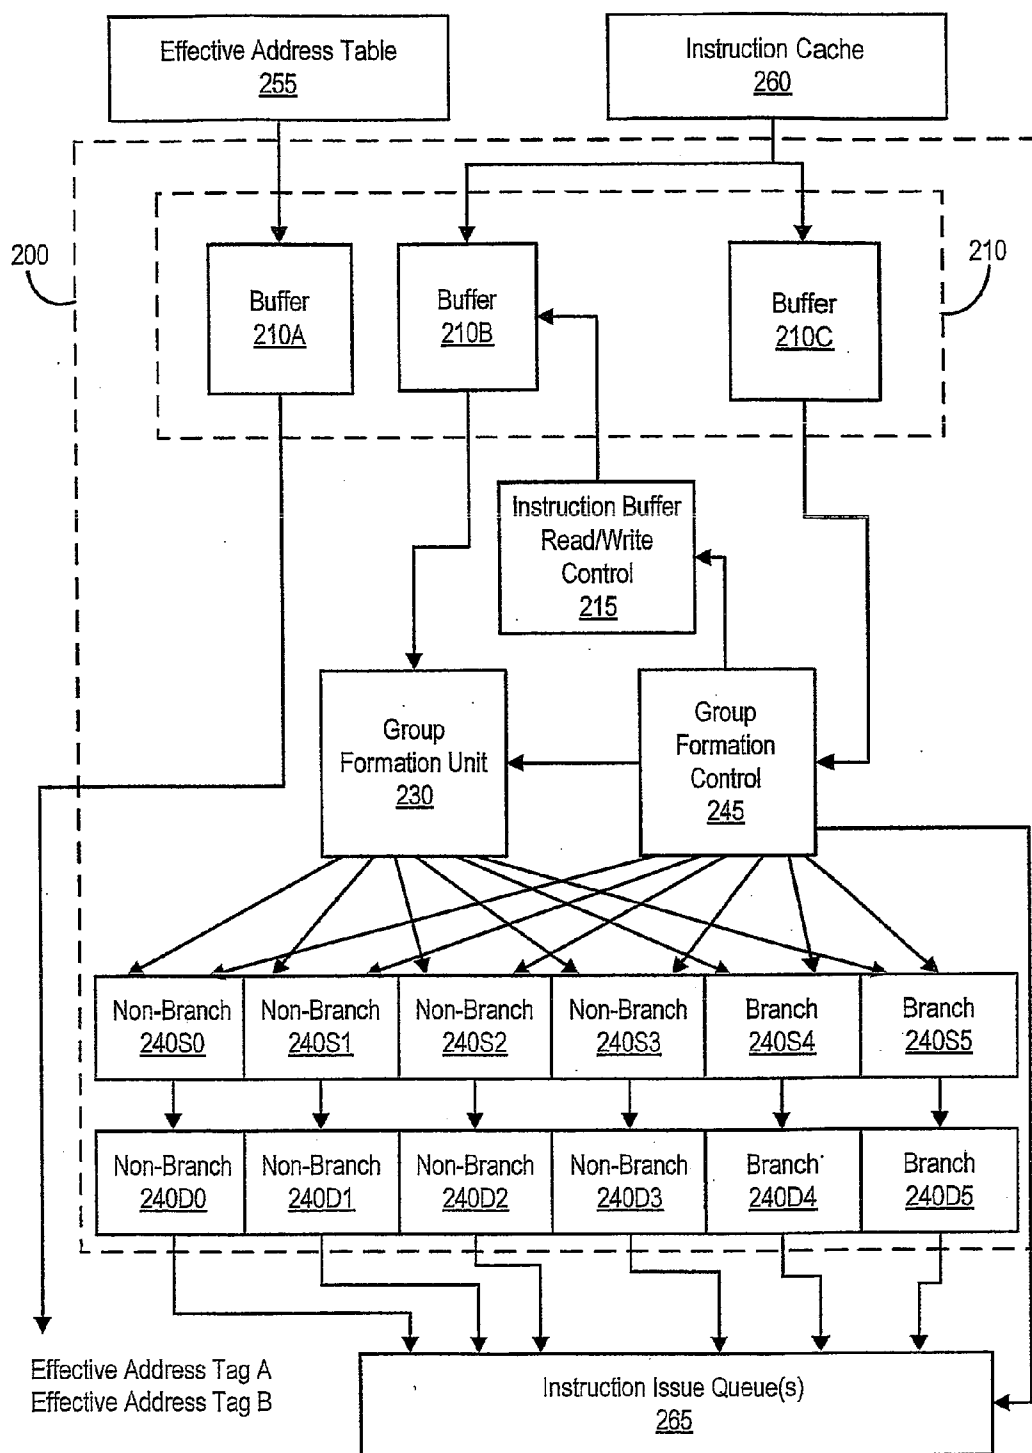 Effective Address Table
255
Instruction Cache
260
200
210
Buffer
210A
Buffer
210B
Buffer
210C
Instruction Buffer
Read/Write
Control
215
Group
Formation Unit
230
Group
Formation
Control
245
Non-Branch
240S0
Non-Branch
240S1
Non-Branch
240S2
Non-Branch
240S3
Branch
240S4
Branch
240S5
Non-Branch
240D0
Non-Branch
240D1
Non-Branch
240D2
Non-Branch
240D3
Branch
240D4
Branch
240D5
Effective Address Tag A
Effective Address Tag B
Instruction Issue Queue(s)
265